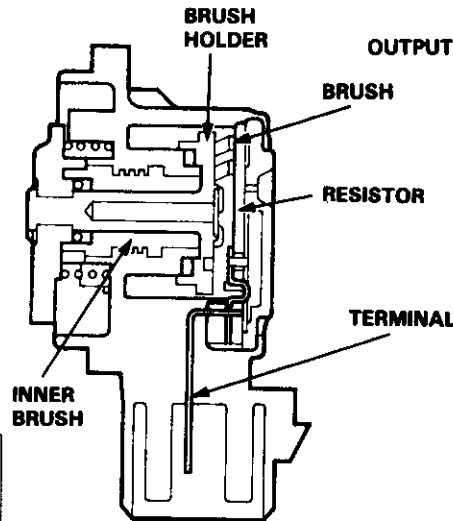 BRUSH
HOLDER
OUTPUT
BRUSH
RESISTOR
TERMINAL
INNER
BRUSH